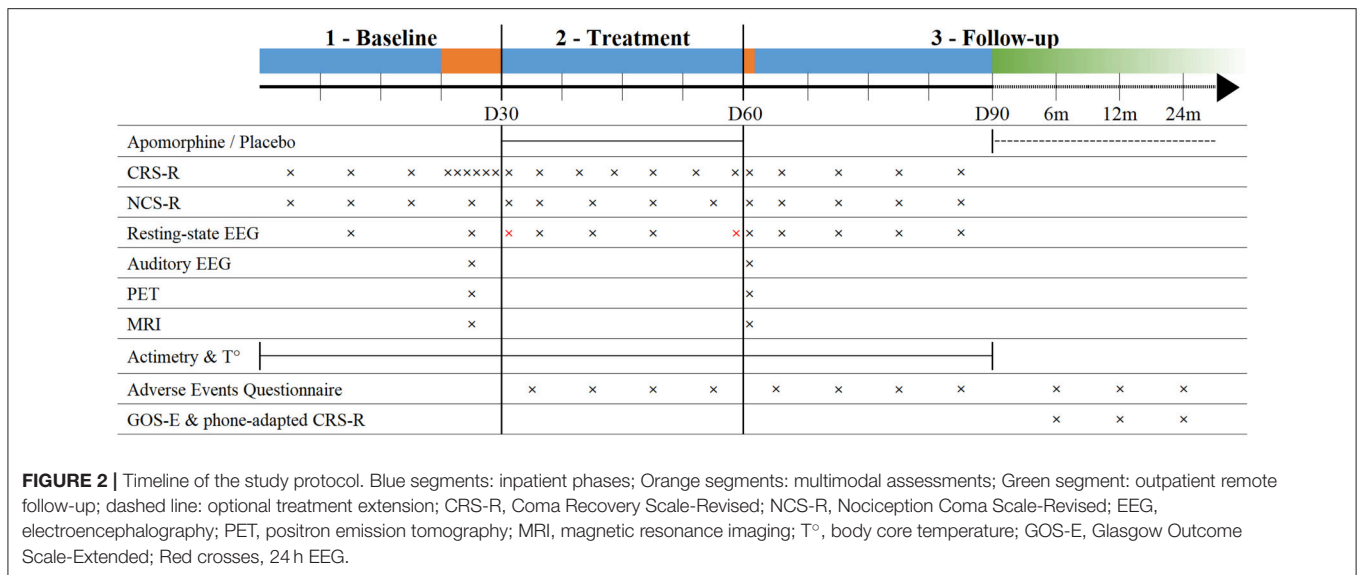 1 - Baseline 2 - Treatment 3 - Follow-up
D30 D60 D90 6m 12m 24m
Apomorphine / Placebo
CRS-R × × × ×××××× × × × × × × × × × × × ×
NCS-R × × × × × × × × × × × × × ×
Resting-state EEG × × × × × × × × × × × ×
Auditory EEG × ×
PET × ×
MRI × ×
Actimetry & T°
Adverse Events Questionnaire × × × × × × × × × × ×
GOS-E & phone-adapted CRS-R × × ×
FIGURE 2 | Timeline of the study protocol. Blue segments: inpatient phases; Orange segments: multimodal assessments; Green segment: outpatient remote
follow-up; dashed line: optional treatment extension; CRS-R, Coma Recovery Scale-Revised; NCS-R, Nociception Coma Scale-Revised; EEG,
electroencephalography; PET, positron emission tomography; MRI, magnetic resonance imaging; T°, body core temperature; GOS-E, Glasgow Outcome
Scale-Extended; Red crosses, 24 h EEG.